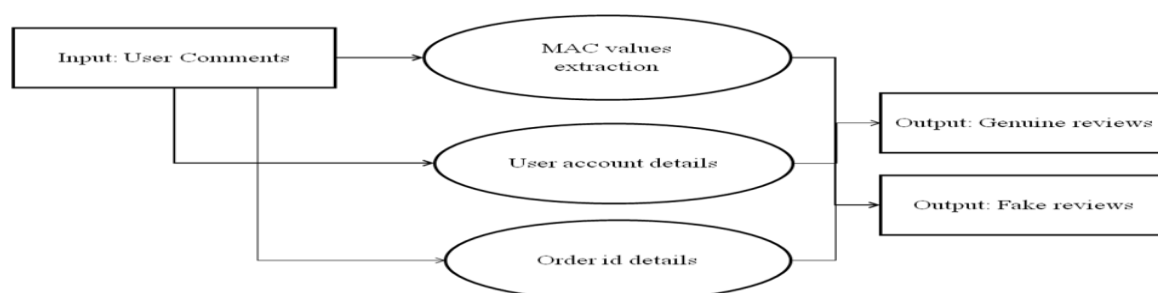 Input: User Comments
MAC values
extraction
User account details
Order id details
Output: Genuine reviews
Output: Fake reviews